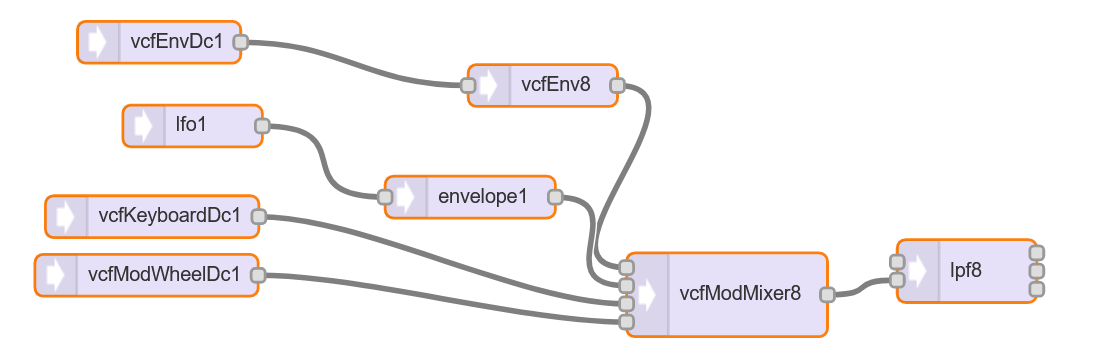 vcfEnvDc1
vcfEnv8
lfo1
envelope1
vcfKeyboardDc1
vcfModWheelDc1
vcfModMixer8
lpf8